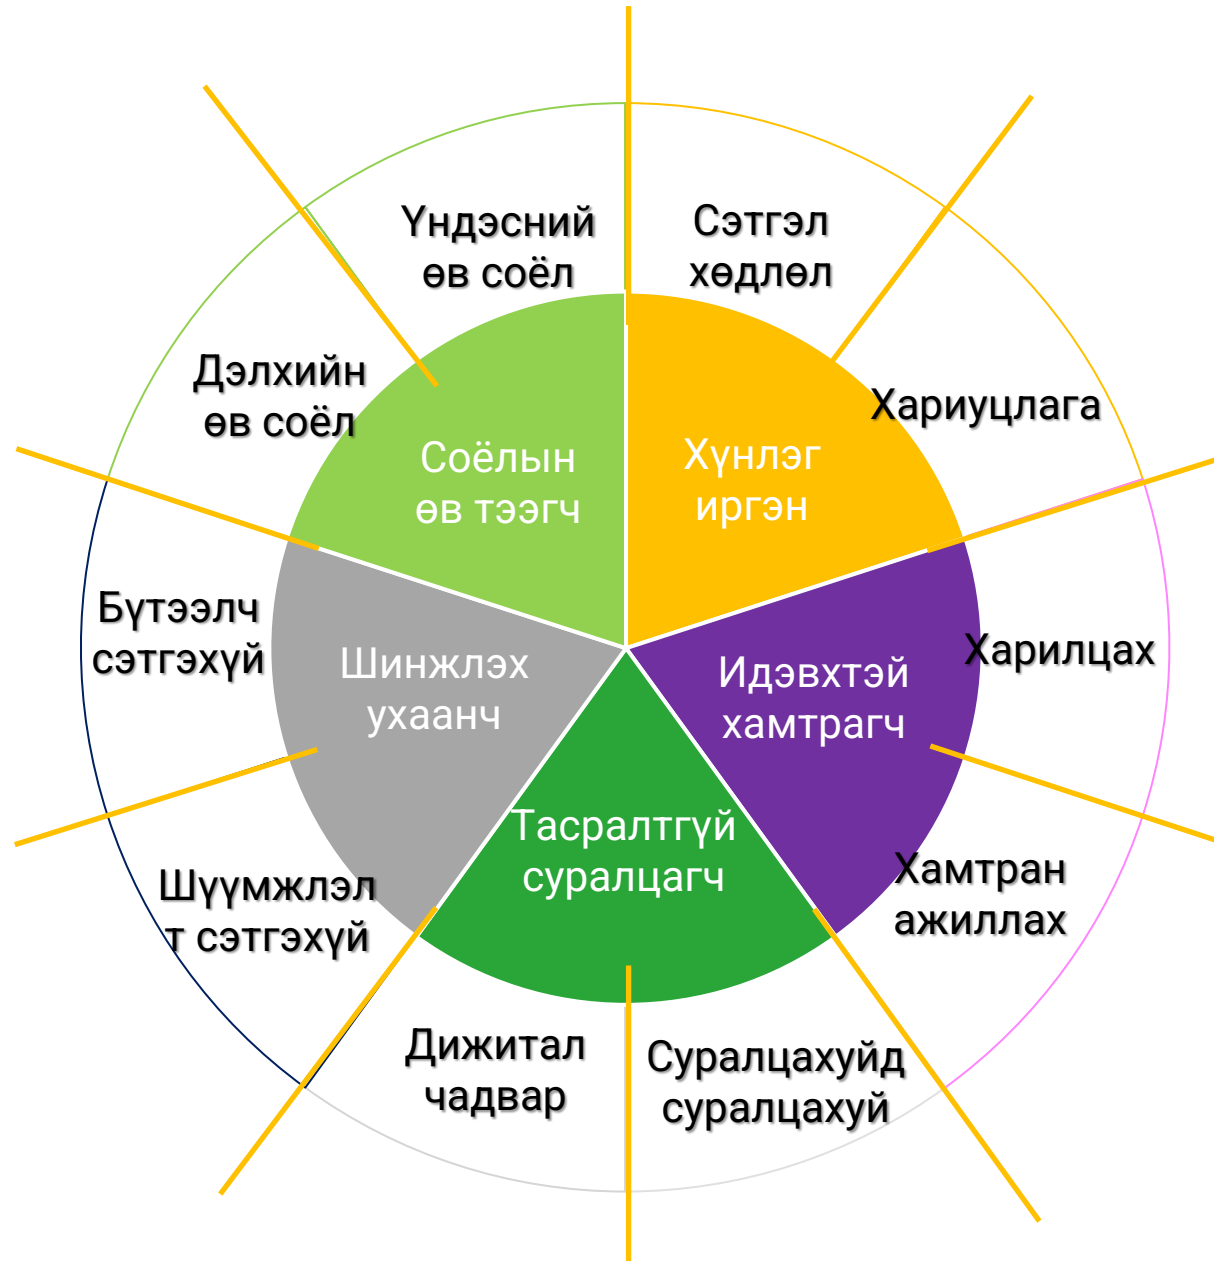 Үндэсний
өв соёл
Сэтгэл
хөдлөл
Дэлхийн
өв соёл
Хариуцлага
Соёлын
өв тээгч
Хүнлэг
иргэн
Бүтээлч
сэтгэхүй
Шинжлэх
ухаанч
Идэвхтэй
хамтрагч
Харилцах
Тасралтгүй
суралцагч
Шүүмжлэл
т сэтгэхүй
Хамтран
ажиллах
Дижитал
чадвар
Суралцахуйд
суралцахуй